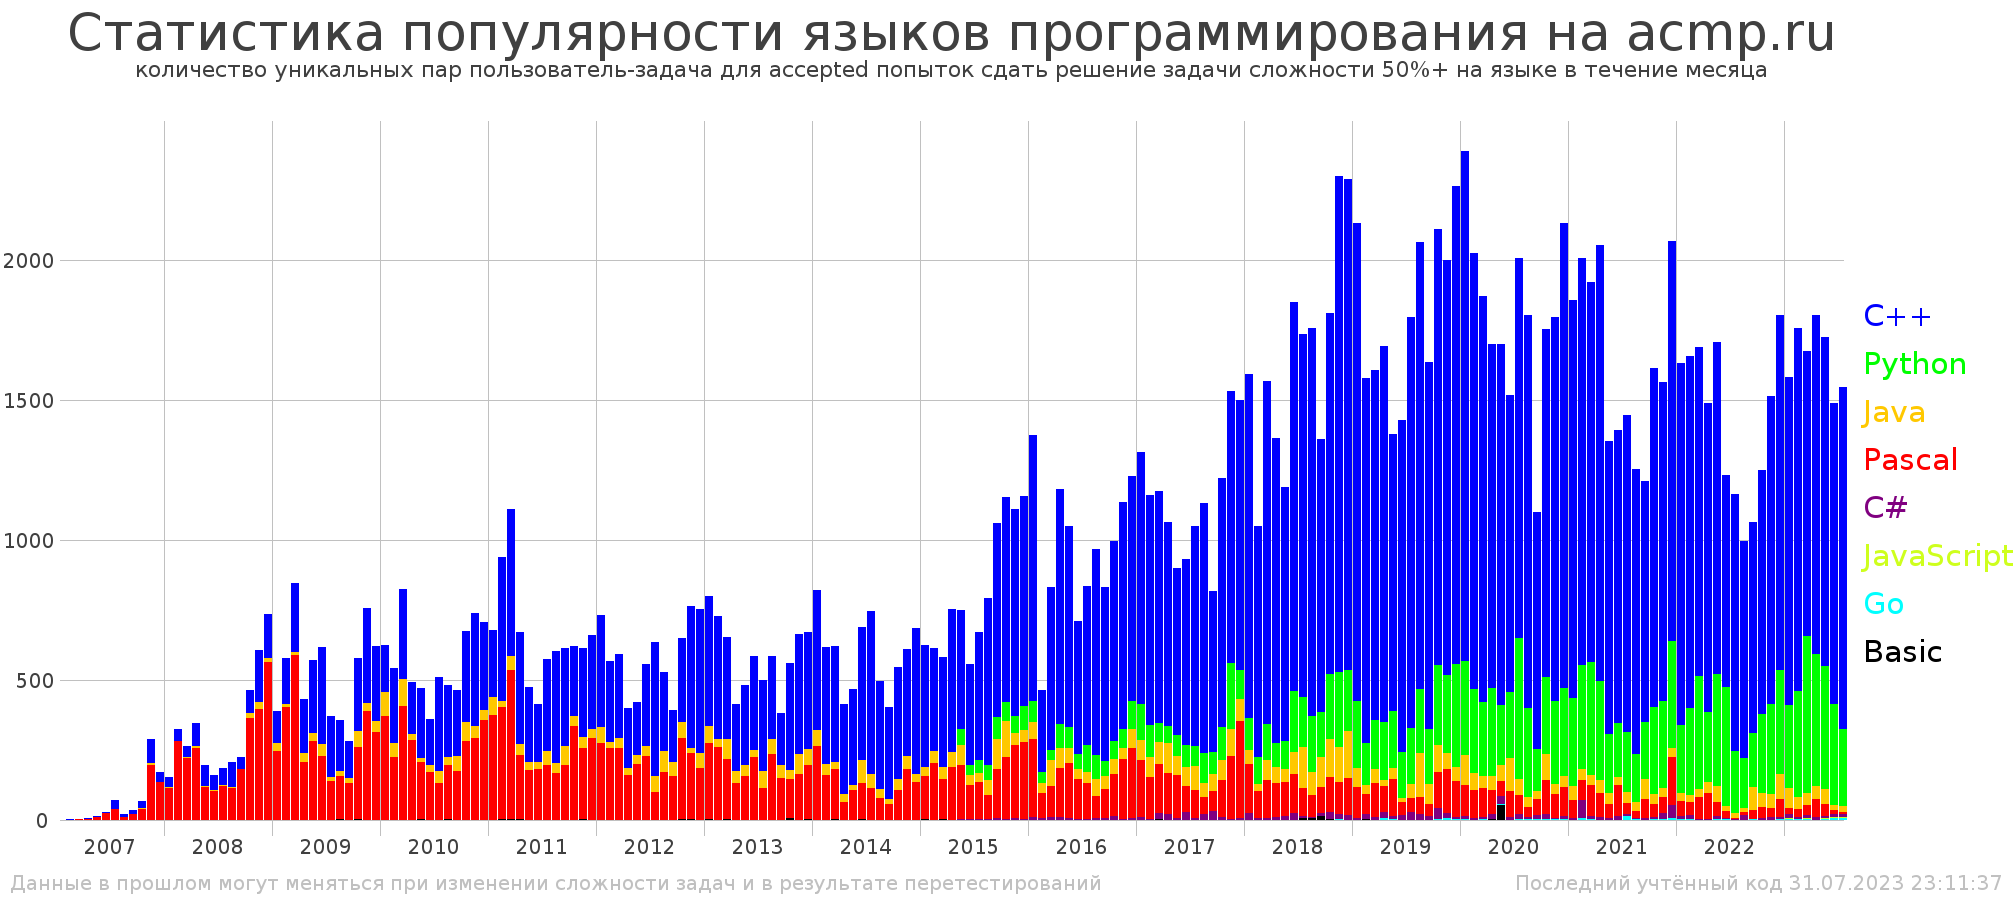 Статистика популярности языков программирования на acmp.ru
количество уникальных пар пользователь-задача для accepted попыток сдать решение задачи сложности 50%+ на языке в течение месяца
2000
1500
1000
500
0
C++
Python
Java
Pascal
C#
JavaScript
Go
Basic
2007 2008 2009 2010 2011 2012 2013 2014 2015 2016 2017 2018 2019 2020 2021 2022
Данные в прошлом могут меняться при изменении сложности задач и в результате перетестирований
Последний учтённый код 31.07.2023 23:11:37